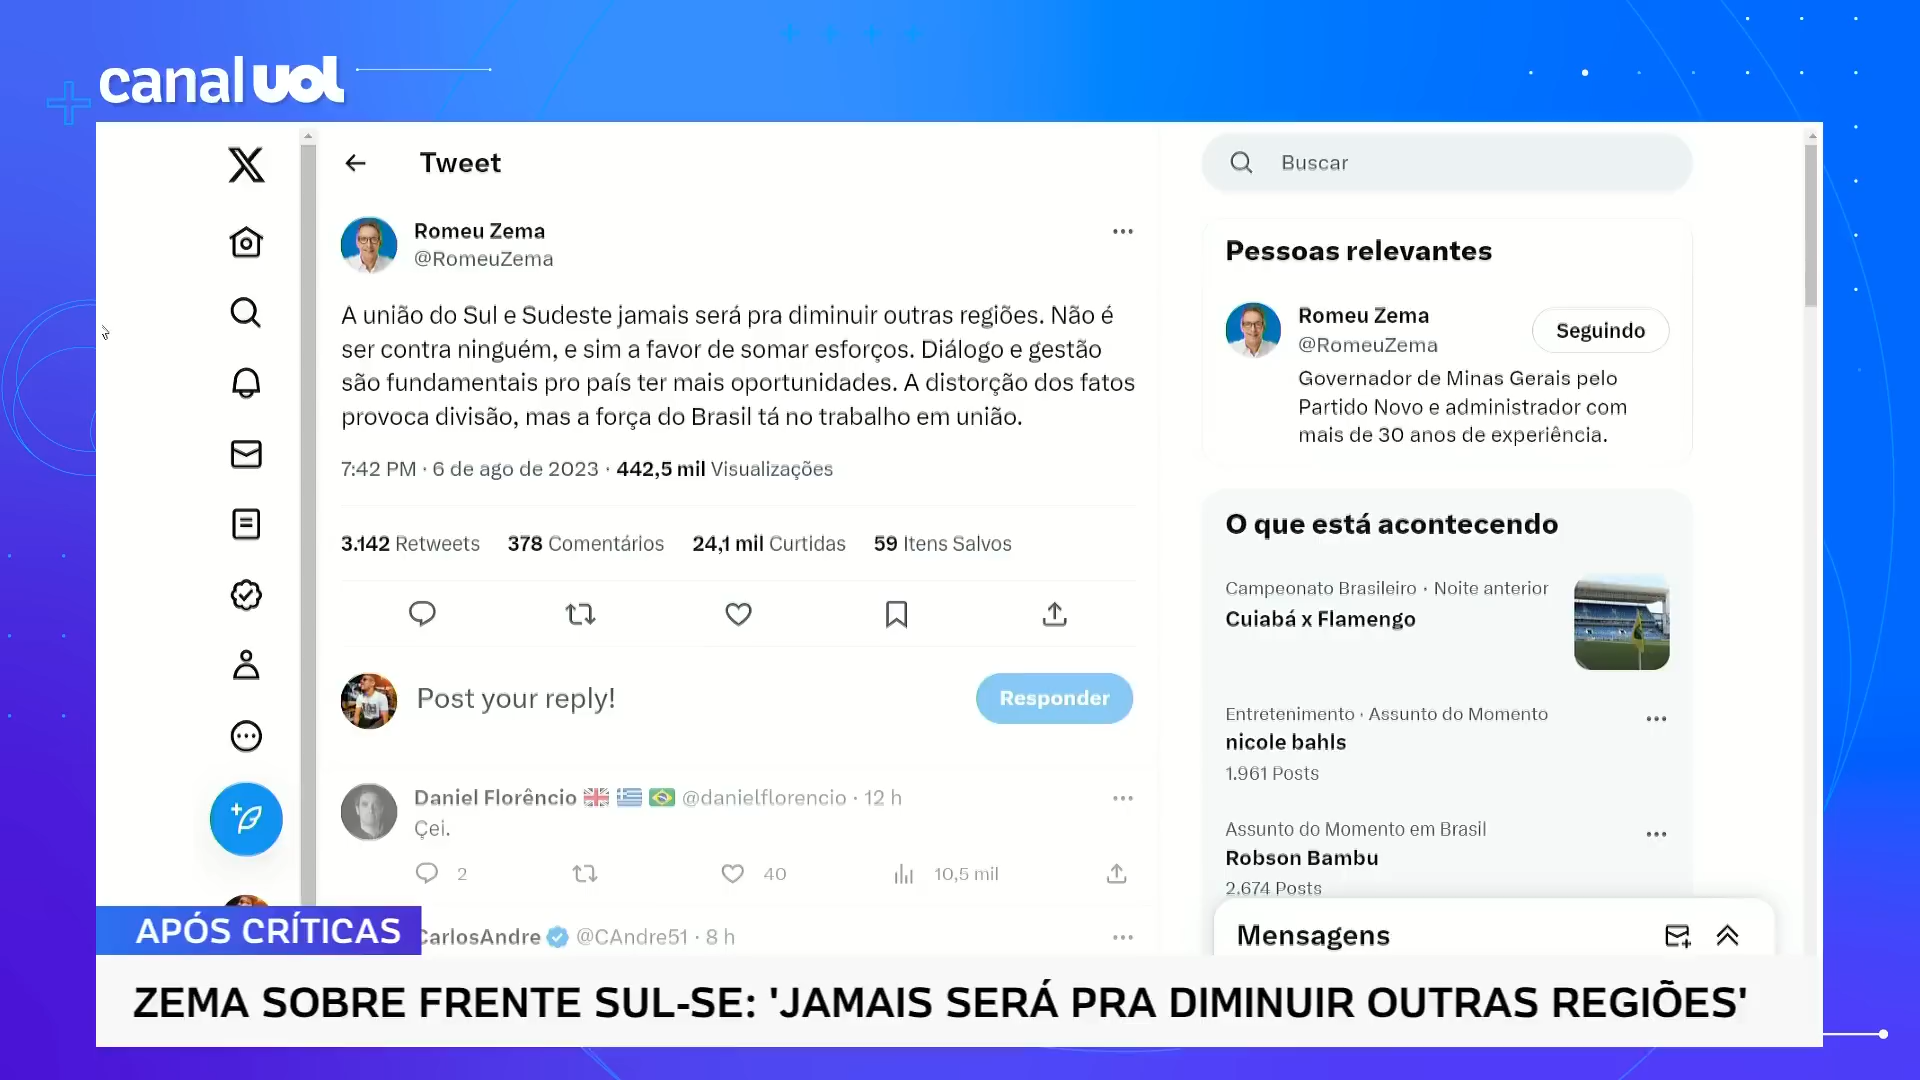 canal uol
Tweet
Romeu Zema
@RomeuZema
A união do Sul e Sudeste jamais será pra diminuir outras regiões. Não é
ser contra ninguém, e sim a favor de somar esforços. Diálogo e gestão
são fundamentais pro país ter mais oportunidades. A distorção dos fatos
provoca divisão, mas a força do Brasil tá no trabalho em união.
7:42 PM · 6 de ago de 2023 · 442,5 mil Visualizações
3.142 Retweets 378 Comentários 24,1 mil Curtidas 59 Itens Salvos
Post your reply!
Responder
Daniel Florêncio @danielflorencio · 12 h
Çei.
2 40 10,5 mil
CarlosAndre @CAndre51 · 8 h
Buscar
Pessoas relevantes
Romeu Zema
@RomeuZema
Seguindo
Governador de Minas Gerais pelo
Partido Novo e administrador com
mais de 30 anos de experiência.
O que está acontecendo
Campeonato Brasileiro · Noite anterior
Cuiabá x Flamengo
Entretenimento · Assunto do Momento
nicole bahls
1.961 Posts
Assunto do Momento em Brasil
Robson Bambu
2.674 Posts
Mensagens
APÓS CRÍTICAS
ZEMA SOBRE FRENTE SUL-SE: 'JAMAIS SERÁ PRA DIMINUIR OUTRAS REGIÕES'